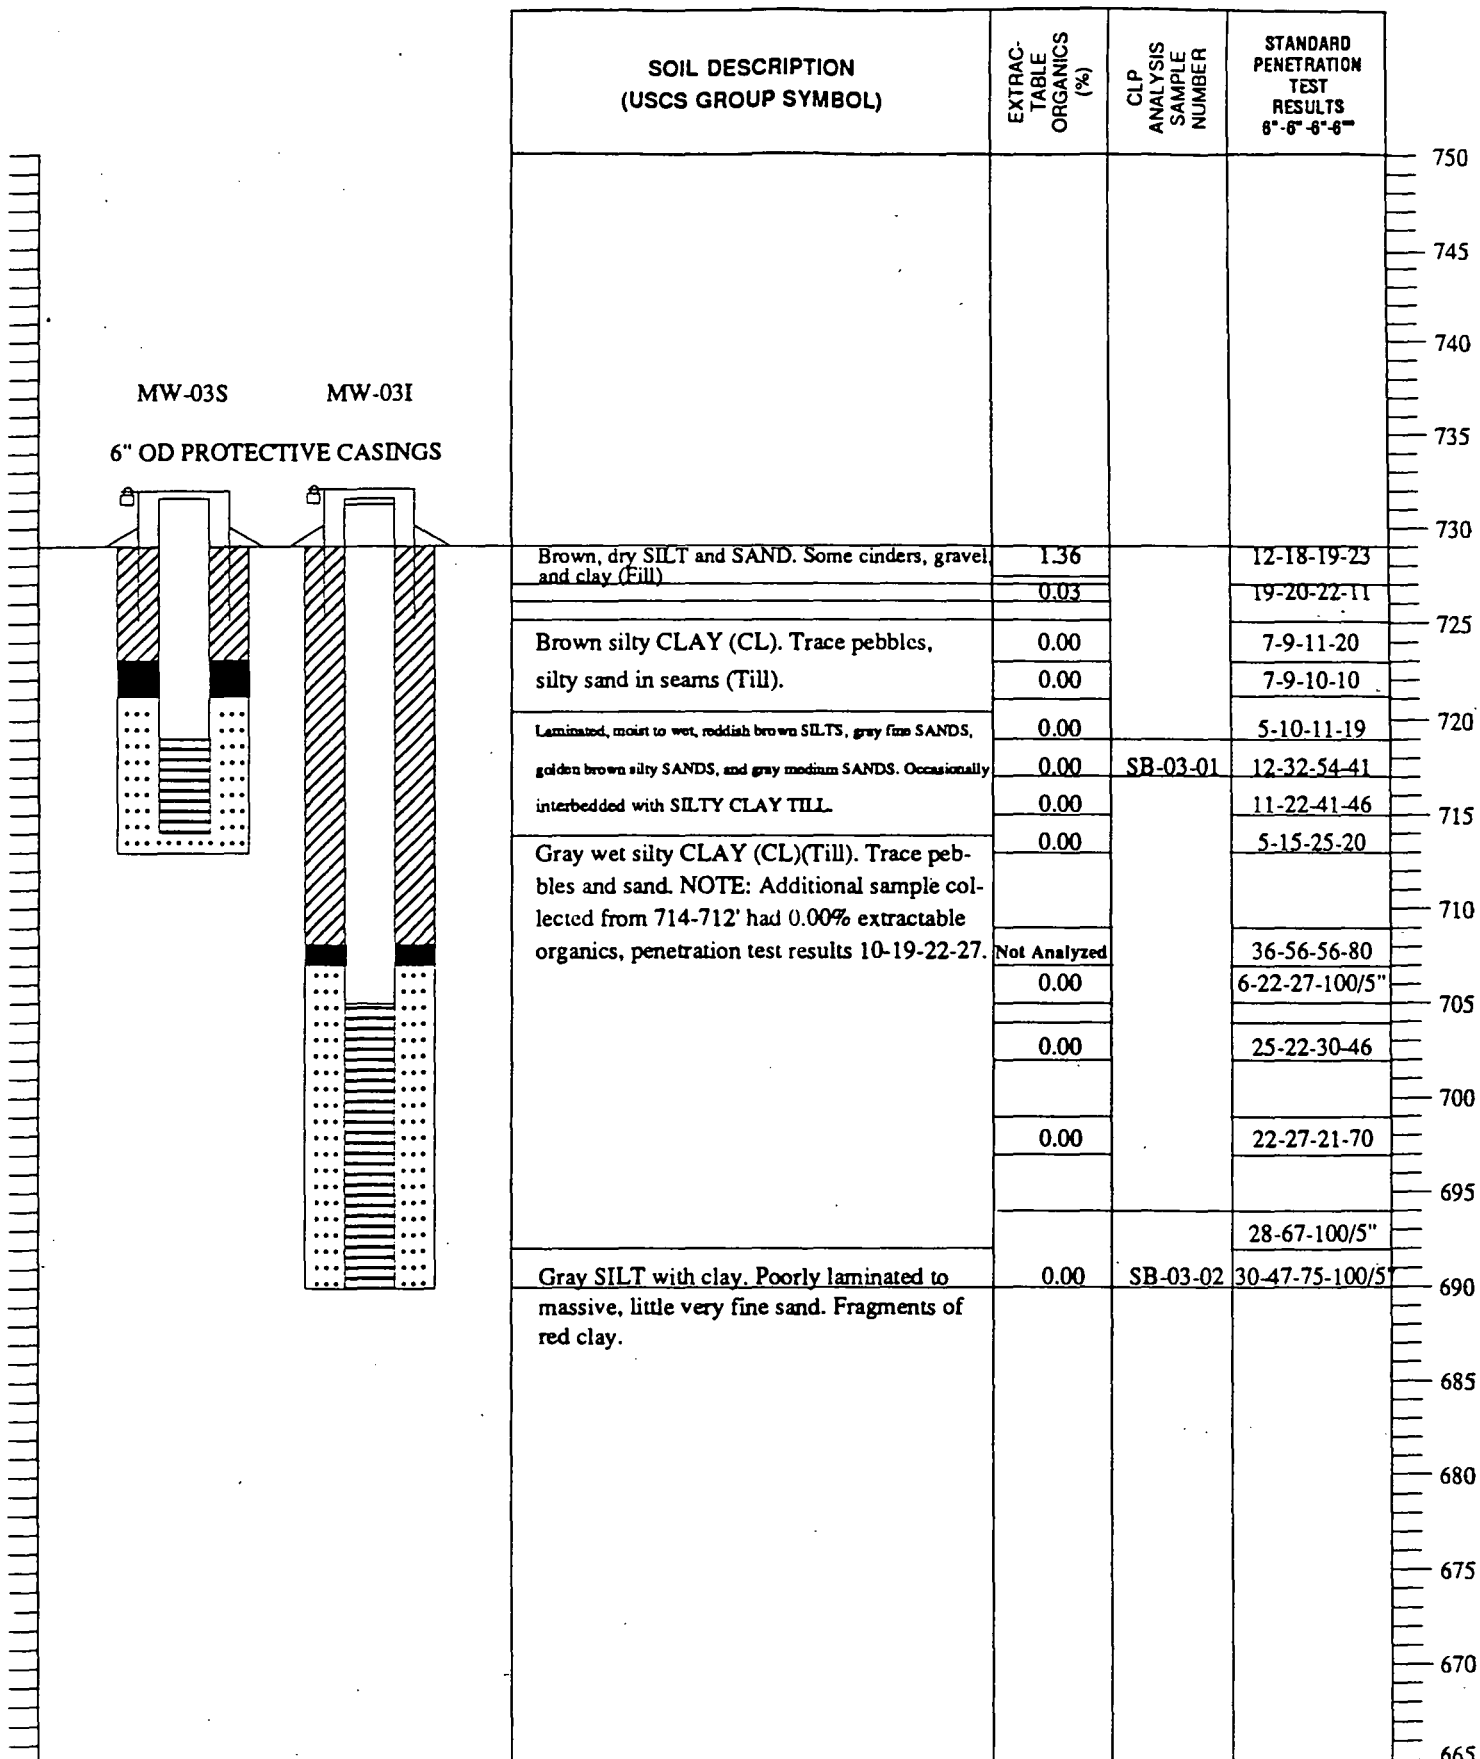 SOIL DESCRIPTION
(USCS GROUP SYMBOL)
EXTRAC-
TABLE
ORGANICS
(%)
CLP
ANALYSIS
SAMPLE
NUMBER
STANDARD
PENETRATION
TEST
RESULTS
6"-6"-6"-6"
750
745
740
MW-03S MW-03I
735
6" OD PROTECTIVE CASINGS
730
Brown, dry SILT and SAND. Some cinders, gravel, 1.36 12-18-19-23
and clay (Fill)
0.03 19-20-22-11
725
Brown silty CLAY (CL). Trace pebbles, 0.00 7-9-11-20
silty sand in seams (Till). 0.00 7-9-10-10
720
Laminated, moist to wet, reddish brown SILTS, gray fine SANDS, 0.00 5-10-11-19
golden brown silty SANDS, and gray medium SANDS. Occasionally 0.00 SB-03-01 12-32-54-41
interbedded with SILTY CLAY TILL. 0.00 11-22-41-46
715
0.00 5-15-25-20
Gray wet silty CLAY (CL)(Till). Trace peb-
bles and sand. NOTE: Additional sample col-
lected from 714-712' had 0.00% extractable
710
organics, penetration test results 10-19-22-27. Not Analyzed 36-56-56-80
0.00 6-22-27-100/5"
705
0.00 25-22-30-46
700
0.00 22-27-21-70
695
28-67-100/5"
Gray SILT with clay. Poorly laminated to 0.00 SB-03-02 30-47-75-100/5"
690
massive, little very fine sand. Fragments of
red clay.
685
680
675
670
665